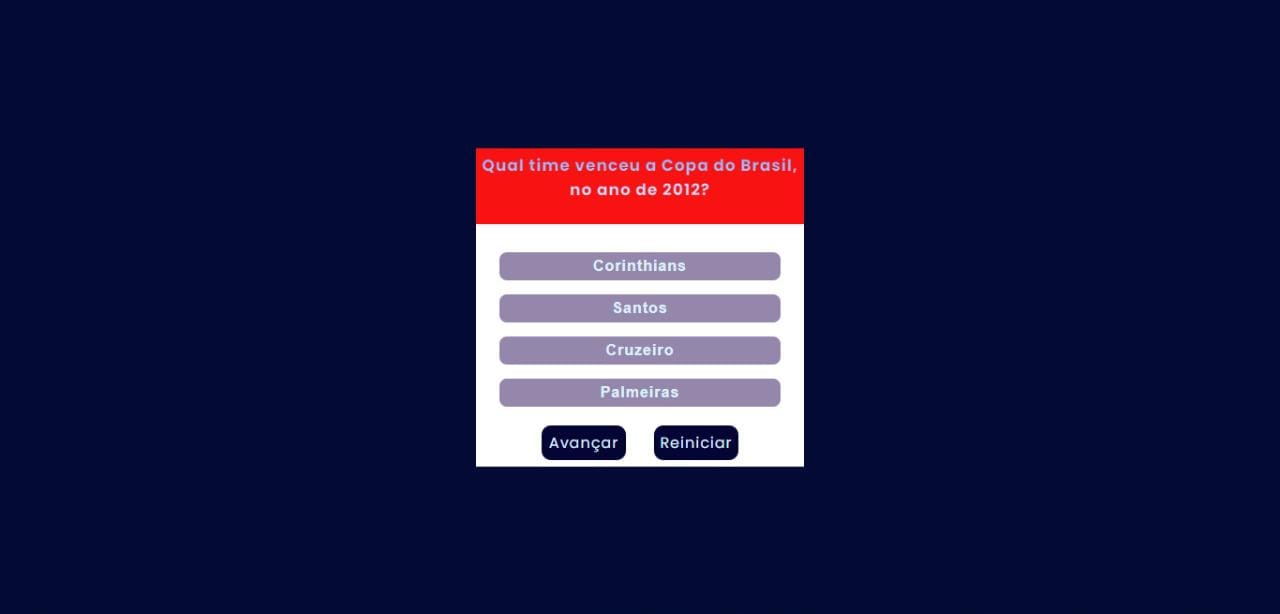 Qual time venceu a Copa do Brasil,
no ano de 2012?
Corinthians
Santos
Cruzeiro
Palmeiras
Avançar
Reiniciar